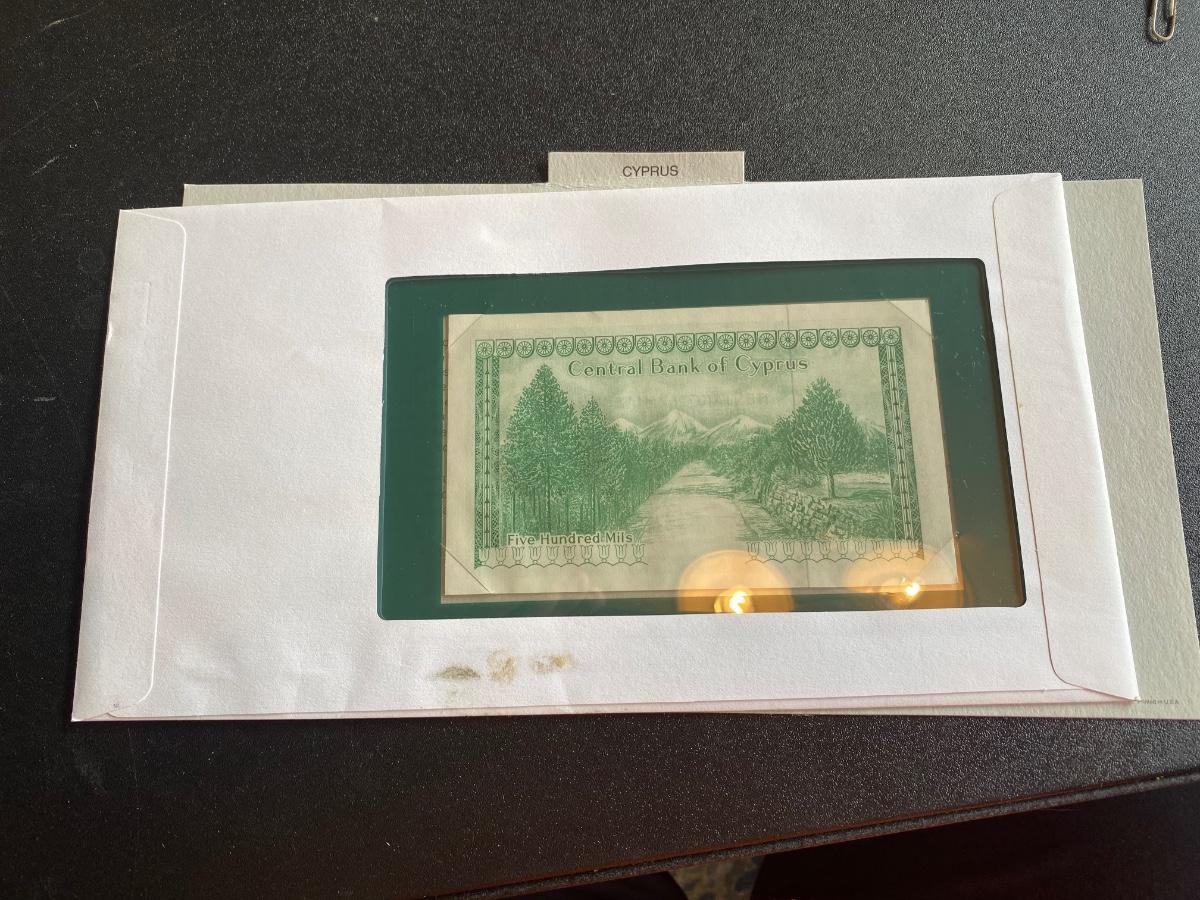 CYPRUS
Central Bank of Cyprus
Five Hundred Mils